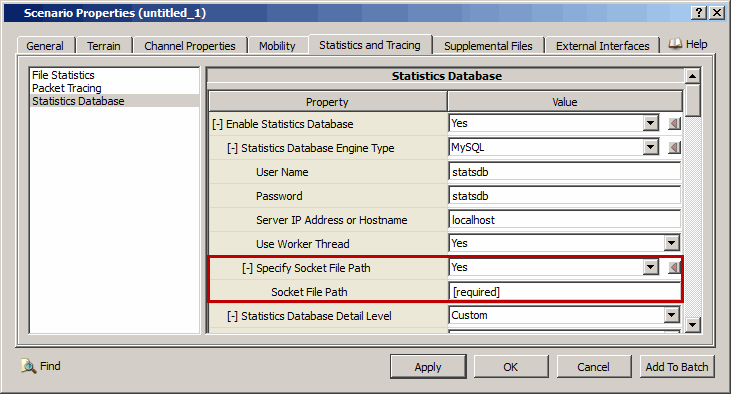 Scenario Properties (untitled_1)
General Terrain Channel Properties Mobility Statistics and Tracing Supplemental Files External Interfaces Help
File Statistics
Packet Tracing
Statistics Database
Statistics Database
Property Value
[-] Enable Statistics Database Yes
[-] Statistics Database Engine Type MySQL
User Name statsdb
Password statsdb
Server IP Address or Hostname localhost
Use Worker Thread Yes
[-] Specify Socket File Path Yes
Socket File Path [required]
[-] Statistics Database Detail Level Custom
Find Apply OK Cancel Add To Batch